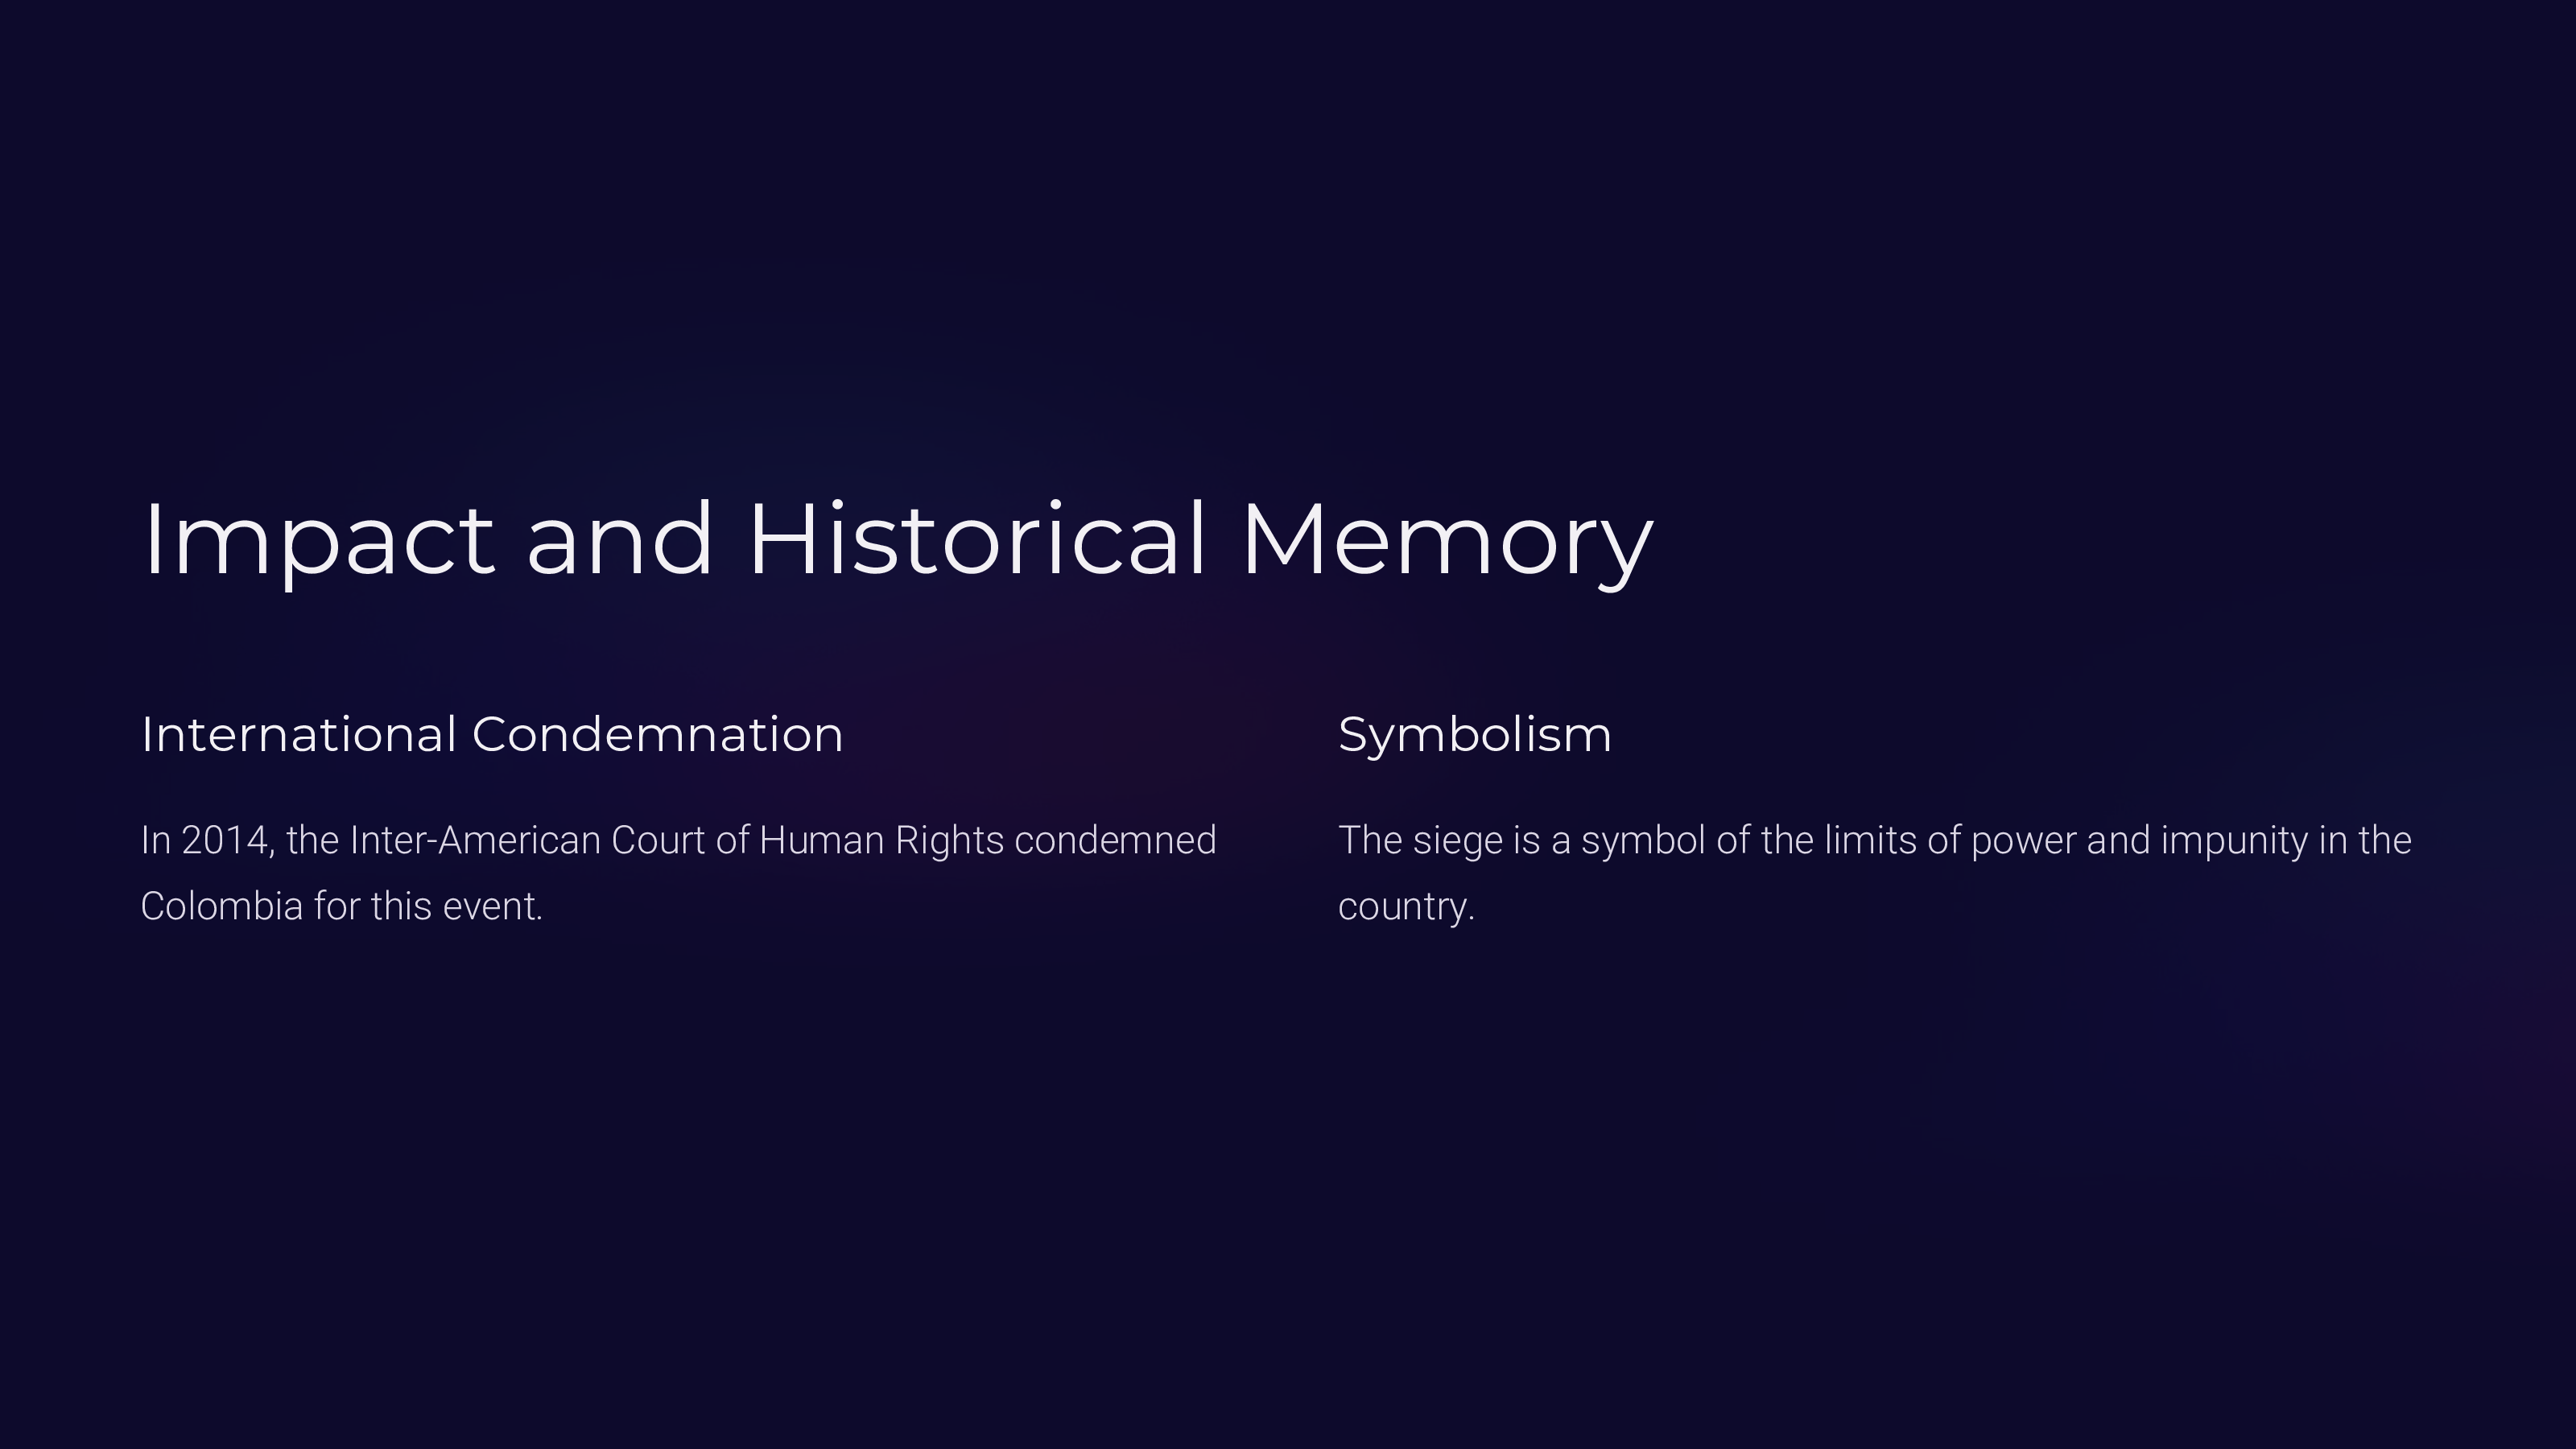 Impact and Historical Memory
International Condemnation
In 2014, the Inter-American Court of Human Rights condemned
Colombia for this event.
Symbolism
The siege is a symbol of the limits of power and impunity in the
country.